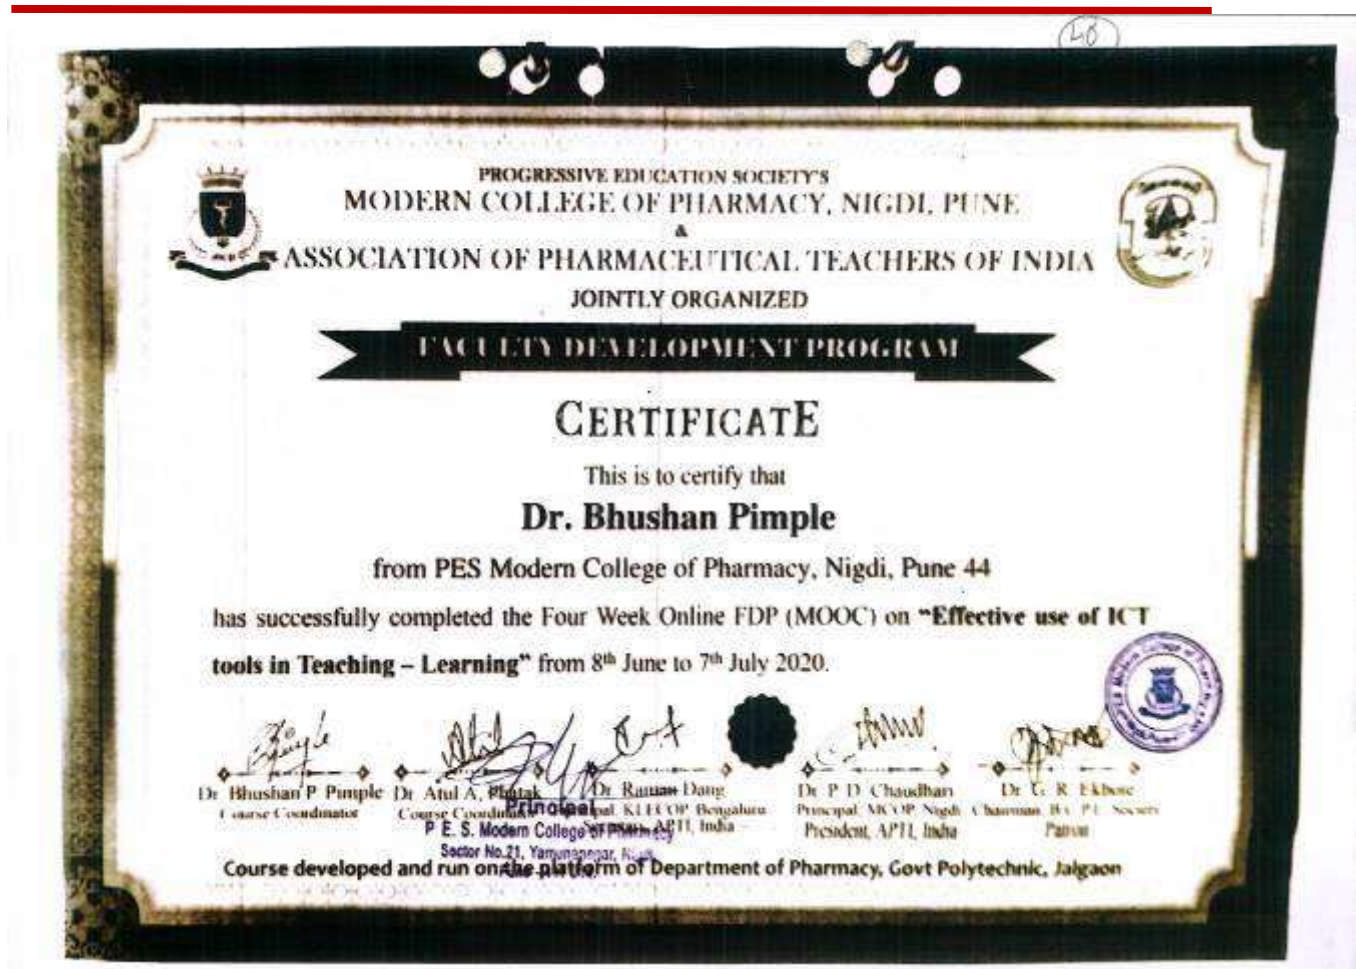 48
PROGRESSIVE EDUCATION SOCIETY'S
MODERN COLLEGE OF PHARMACY, NIGDI, PUNE
&
ASSOCIATION OF PHARMACEUTICAL TEACHERS OF INDIA
JOINTLY ORGANIZED
FACULTY DEVELOPMENT PROGRAM
CERTIFICATE
This is to certify that
Dr. Bhushan Pimple
from PES Modern College of Pharmacy, Nigdi, Pune 44
has successfully completed the Four Week Online FDP (MOOC) on “Effective use of ICT
tools in Teaching – Learning” from 8th June to 7th July 2020.
Dr Bhushan P Pimple Dr Atul A. Phatak Dr Raman Dang Dr P D Chaudhari Dr G R Ekbote
Course Coordinator Course Coordinator KLECOP Bengaluru Principal MCOP Nigdi Chairman
APTI, India President, APTI, India Patron
Principal
P. E. S. Modern College of Pharmacy
Sector No.21, Yamunanagar,
Course developed and run on the platform of Department of Pharmacy, Govt Polytechnic, Jalgaon